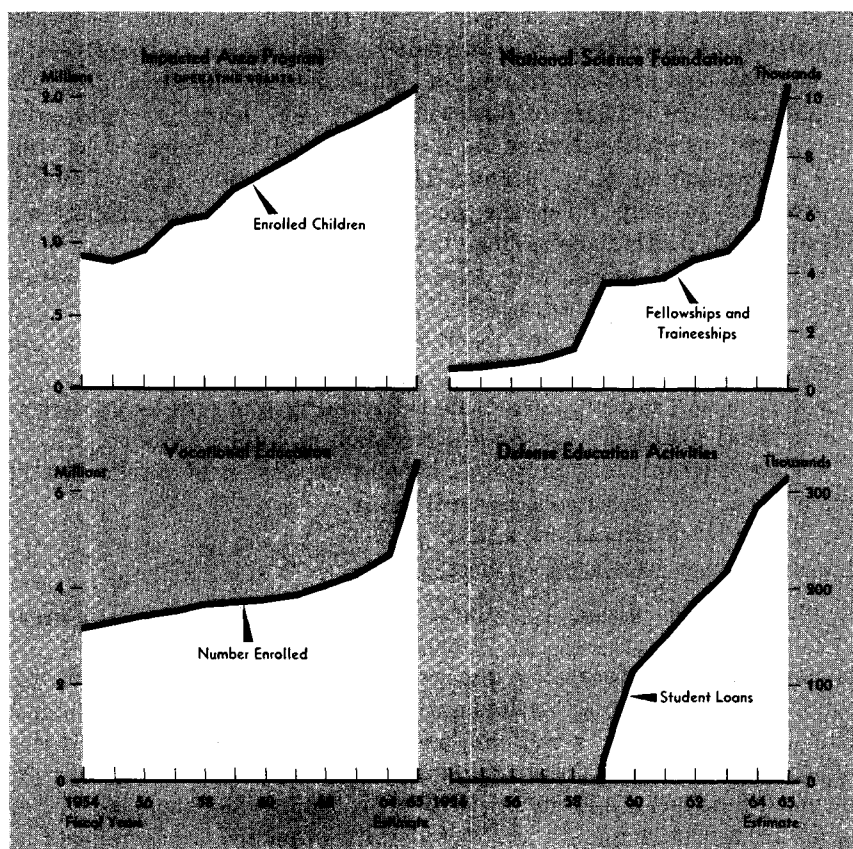 Impacted Area Program
(OPERATING GRANTS)
Millions
2.0
1.5
1.0
.5
0
Enrolled Children
National Science Foundation
Thousands
10
8
6
4
2
0
Fellowships and
Traineeships
Vocational Education
Millions
6
4
2
0
Number Enrolled
1954 56 58 60 62 64 65
Fiscal Years Estimate
Defense Education Activities
Thousands
300
200
100
0
Student Loans
1954 56 58 60 62 64 65
Estimate